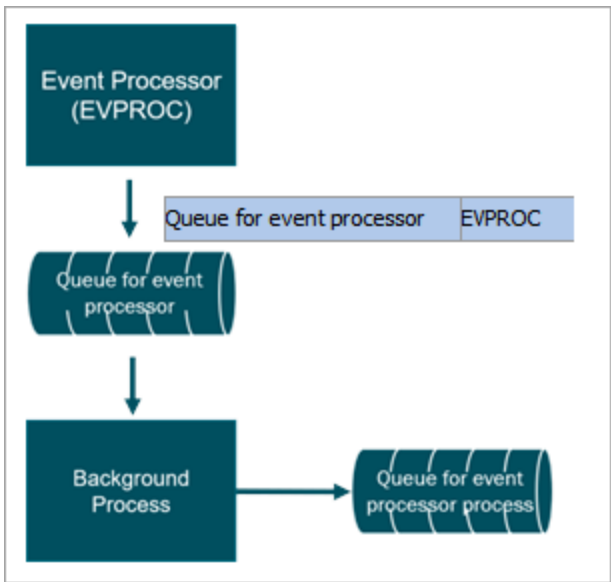 Event Processor
(EVPROC)
Queue for event processor EVPROC
Queue for event
processor
Background
Process
Queue for event
processor process